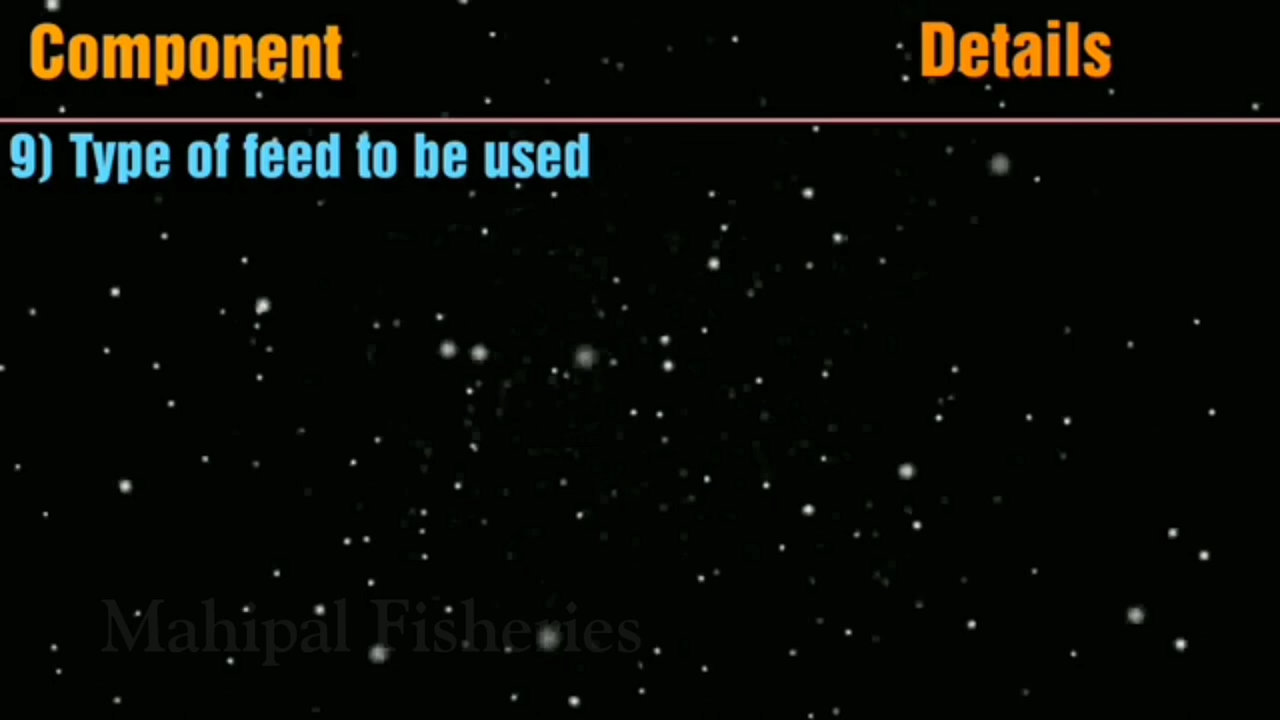 Component Details
9) Type of feed to be used
Mahipal Fisheries